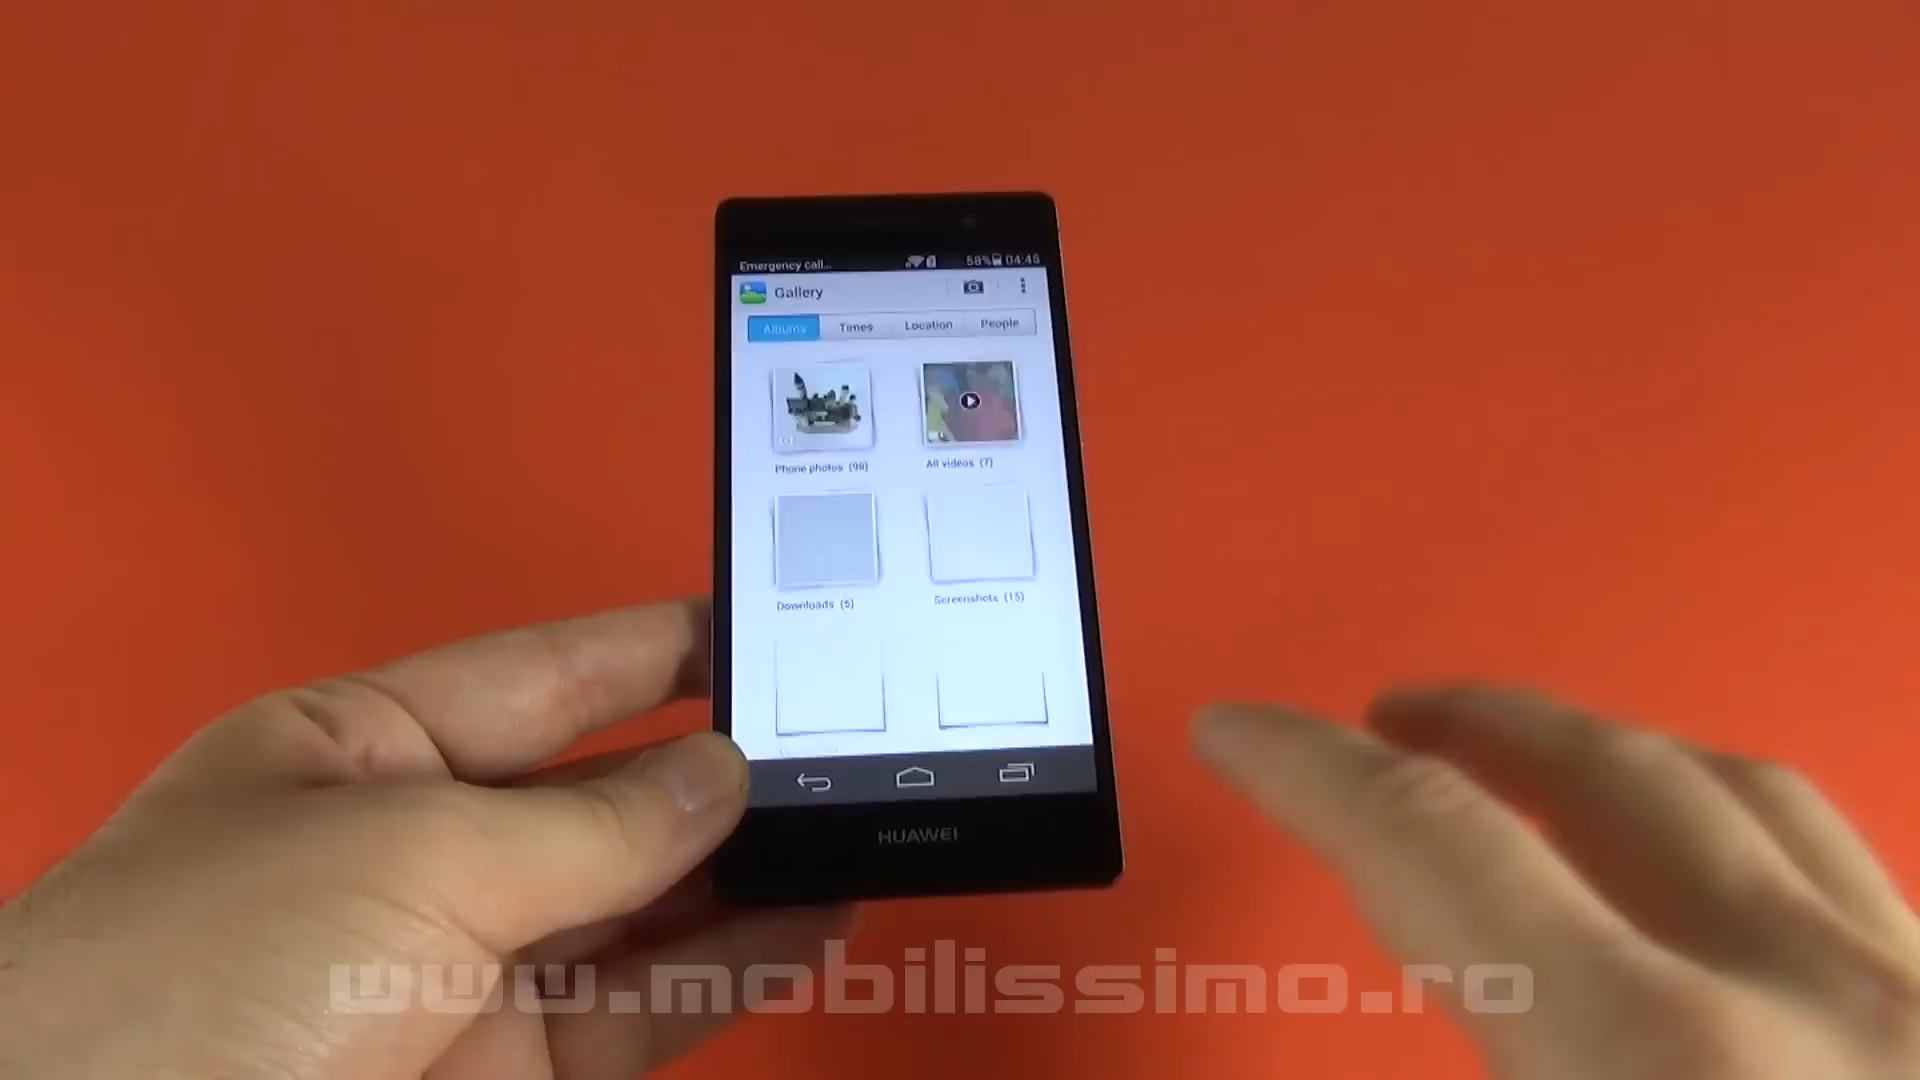 Emergency call...
58% 04:45
Gallery
Albums Times Location People
Phone photos (98) All videos (7)
Downloads (5) Screenshots (15)
HUAWEI
www.mobilissimo.ro